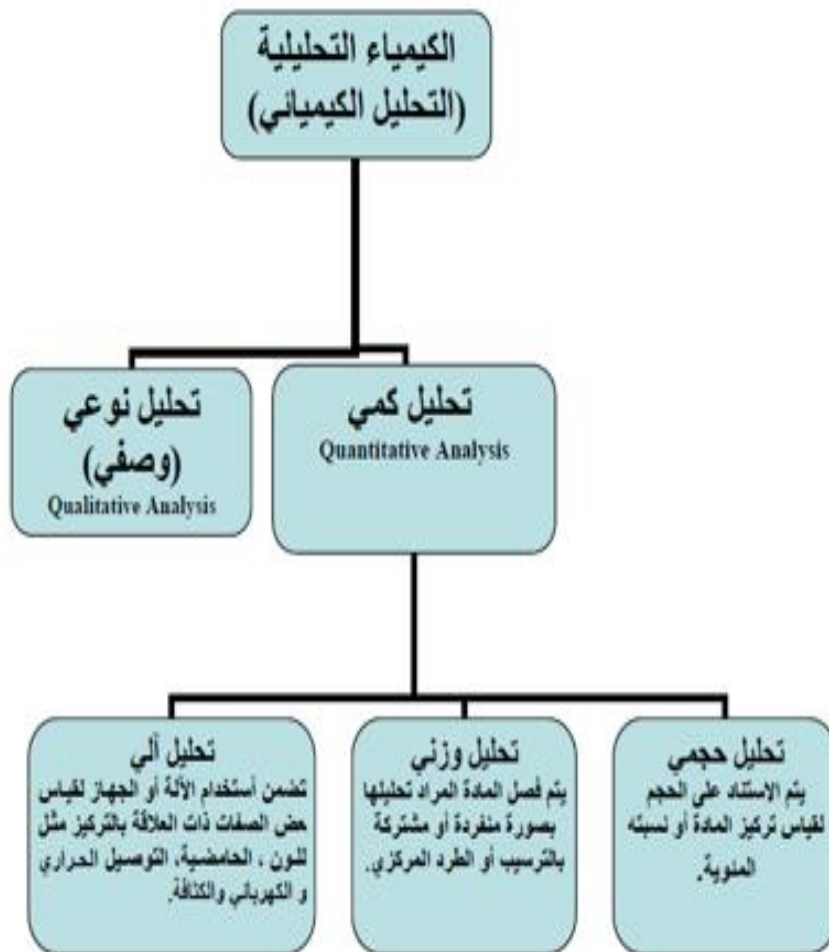 الكيمياء التحليلية
(التحليل الكيميائي)
تحليل كمي
Quantitative Analysis
تحليل نوعي
(وصفي)
Qualitative Analysis
تحليل حجمي
يتم الاستناد على الحجم
لقياس تركيز المادة أو نسبته
المئوية.
تحليل وزني
يتم فصل المادة المراد تحليلها
بصورة منفردة أو مشتركة
بالترسيب أو الطرد المركزي.
تحليل ألي
تضمن أستخدام الألة أو الجهاز لقياس
عض الصفات ذات العلاقة بالتركيز مثل
للون ، الحامضية، التوصيل الحراري
و الكهربائي والكثافة.